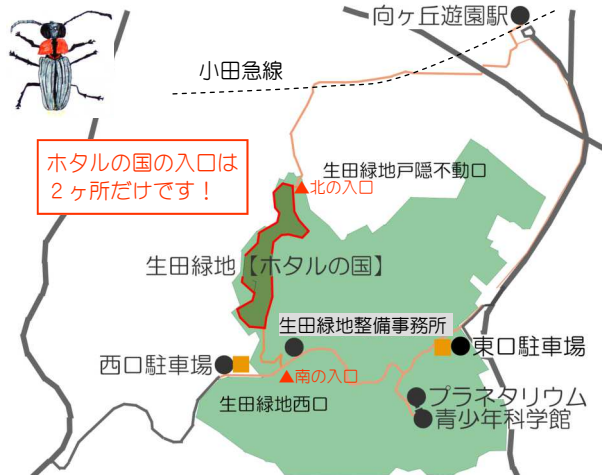 向ヶ丘遊園駅
小田急線
ホタルの国の入口は
２ヶ所だけです！
生田緑地戸隠不動口
▲北の入口
生田緑地【ホタルの国】
生田緑地整備事務所
東口駐車場
西口駐車場
▲南の入口
生田緑地西口
プラネタリウム
青少年科学館